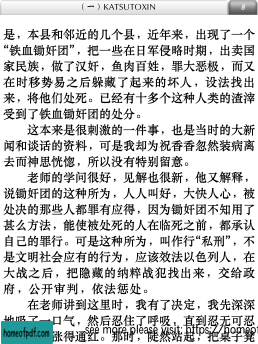 （一）KATSUTOXIN
8
是，本县和邻近的几个县，近年来，出现了一个
“铁血锄奸团”，把一些在日军侵略时期，出卖国
家民族，做了汉奸，鱼肉百姓，罪大恶极，而又
在时移势易之后躲藏了起来的坏人，设法找出
来，将他们处死。已经有十多个这种人类的渣滓
受到了铁血锄奸团的处分。
这本来是很刺激的一件事，也是当时的大新
闻和谈话的资料，可是我却为祝香香忽然装病离
去而神思恍惚，所以没有特别留意。
老师的学问很好，见解也很新，他又解释，
说锄奸团的这种所为，人人叫好，大快人心，被
处决的那些人都罪有应得，因为锄奸团不知用了
甚么方法，能使被处死的人在临死之前，都承认
自己的罪行。可是这种所为，叫作行“私刑”，不
是文明社会应有的行为，应该效法以色列人，在
大战之后，把隐藏的纳粹战犯找出来，交给政
府，公开审判，依法惩处。
在老师讲到这里时，我有了决定，我先深深
地吸了一口气，然后忍住了呼吸，直到忍无可忍
涨得通红。那时，陡然站起，把桌子凳
homeofpdf.com
see more please visit: https://homeof